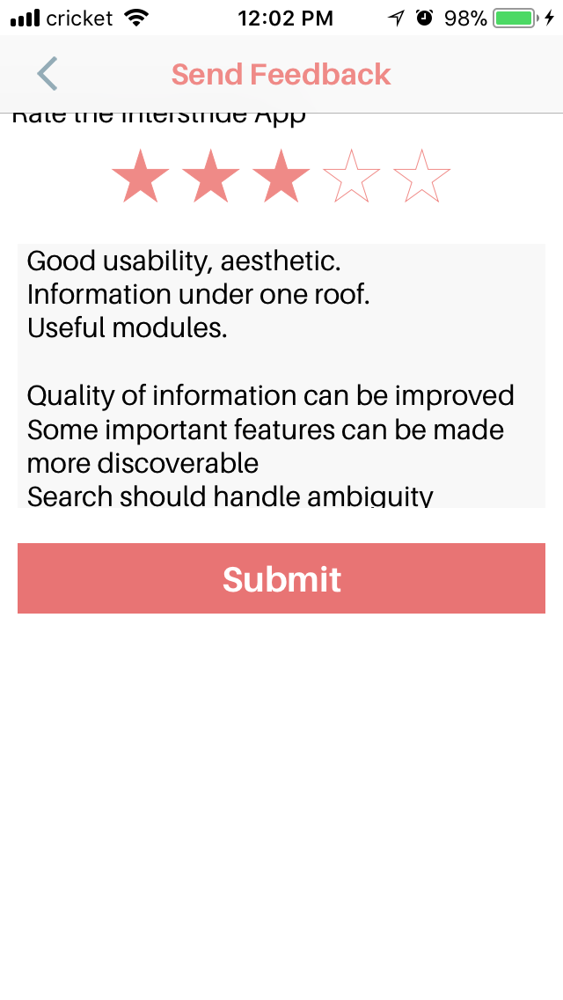 cricket 12:02 PM 98%
Send Feedback
Rate the Interstride App
Good usability, aesthetic.
Information under one roof.
Useful modules.
Quality of information can be improved
Some important features can be made
more discoverable
Search should handle ambiguity
Submit